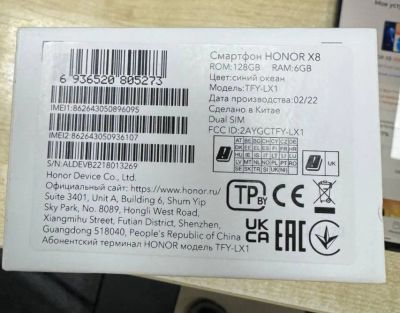 Смартфон HONOR X8
ROM:128GB RAM:6GB
Цвет:синий океан
Модель:TFY-LX1
Дата производства:02/22
Сделано в Китае
Dual SIM
FCC ID:2AYGCTFY-LX1
6 936520 805273
IMEI1:862643050896095
IMEI2:862643050936107
S/N:ALDEVB2218013269
Honor Device Co., Ltd.
Официальный сайт: https://www.honor.ru/
Suite 3401, Unit A, Building 6, Shum Yip
Sky Park, No. 8089, Hongli West Road,
Xiangmihu Street, Futian District, Shenzhen,
Guangdong 518040, People's Republic of China
Абонентский терминал HONOR модель TFY-LX1
UK
TP BY
CE
UK CA
EAC